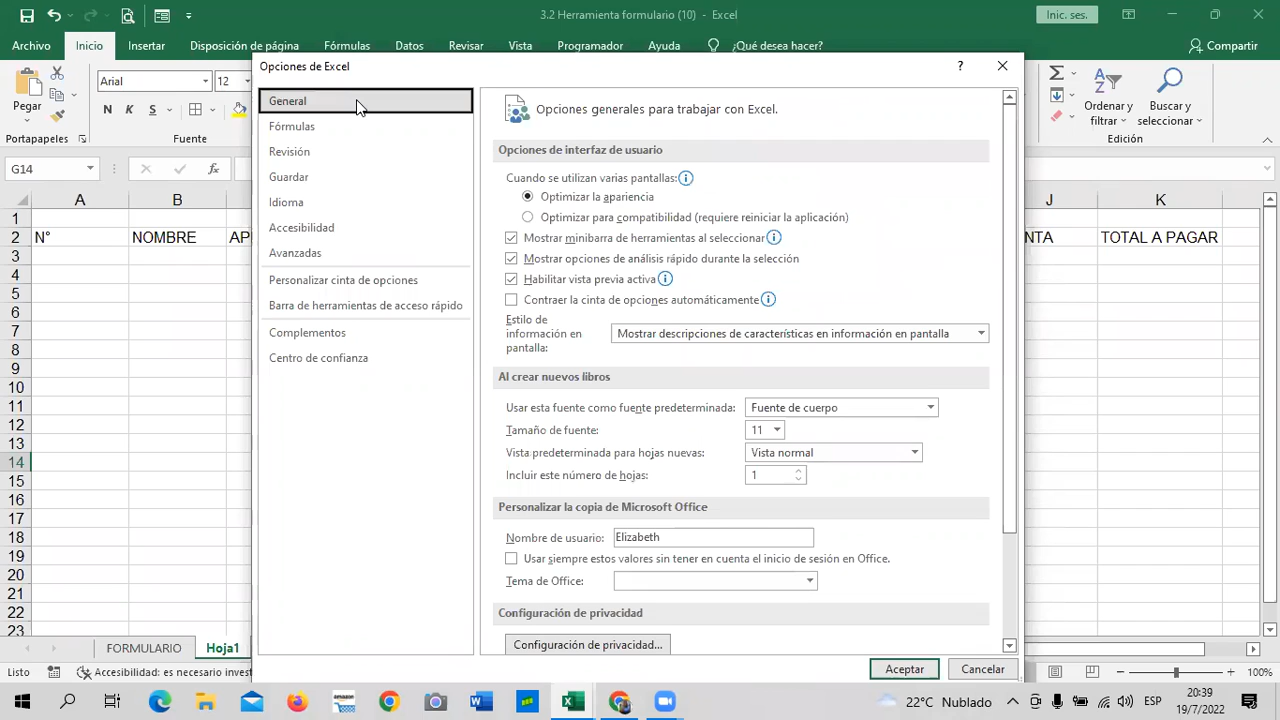 3.2 Herramienta formulario (10) - Excel
Inic. ses.
Archivo Inicio Insertar Disposición de página Fórmulas Datos Revisar Vista Programador Ayuda ¿Qué desea hacer? Compartir
Pegar
Arial
12
N K S
Portapapeles
Fuente
Ordenar y filtrar
Buscar y seleccionar
Edición
G14
fx
A B J K
1
2 N° NOMBRE NTA TOTAL A PAGAR
3
4
5
6
7
8
9
10
11
12
13
14
15
16
17
18
19
20
21
22
23
Opciones de Excel
?
General
Fórmulas
Revisión
Guardar
Idioma
Accesibilidad
Avanzadas
Personalizar cinta de opciones
Barra de herramientas de acceso rápido
Complementos
Centro de confianza
Opciones generales para trabajar con Excel.
Opciones de interfaz de usuario
Cuando se utilizan varias pantallas:
Optimizar la apariencia
Optimizar para compatibilidad (requiere reiniciar la aplicación)
Mostrar minibarra de herramientas al seleccionar
Mostrar opciones de análisis rápido durante la selección
Habilitar vista previa activa
Contraer la cinta de opciones automáticamente
Estilo de
información en
pantalla:
Mostrar descripciones de características en información en pantalla
Al crear nuevos libros
Usar esta fuente como fuente predeterminada: Fuente de cuerpo
Tamaño de fuente: 11
Vista predeterminada para hojas nuevas: Vista normal
Incluir este número de hojas: 1
Personalizar la copia de Microsoft Office
Nombre de usuario: Elizabeth
Usar siempre estos valores sin tener en cuenta el inicio de sesión en Office.
Tema de Office:
Configuración de privacidad
Configuración de privacidad...
Aceptar Cancelar
FORMULARIO Hoja1
Listo Accesibilidad: es necesario invest 100%
22°C Nublado ESP 20:39
19/7/2022